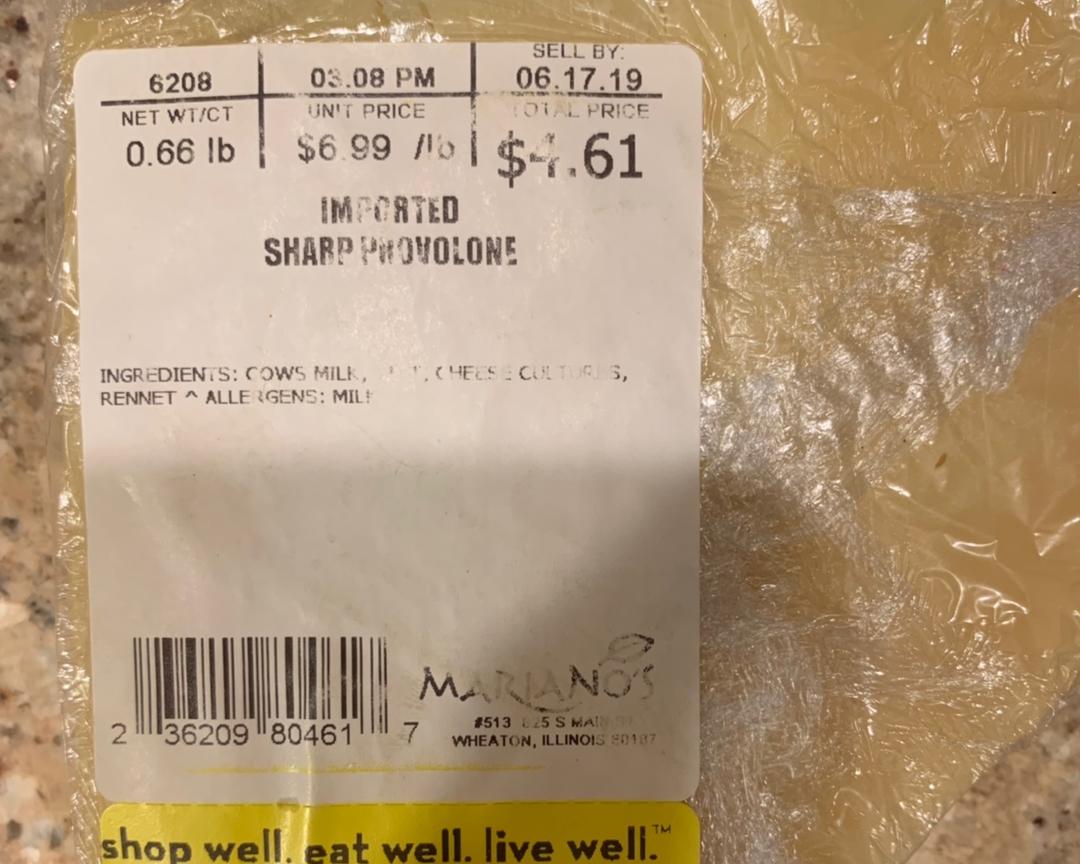 6208
03.08 PM
SELL BY:
06.17.19
NET WT/CT
UNIT PRICE
TOTAL PRICE
0.66 lb
$6.99 /lb
$4.61
IMPORTED
SHARP PROVOLONE
INGREDIENTS: COWS MILK, CHEESE CULTURES,
RENNET ^ ALLERGENS: MILK
MARIANO'S
#513 S MAIN
WHEATON, ILLINOIS
2 36209 80461 7
shop well. eat well. live well.™